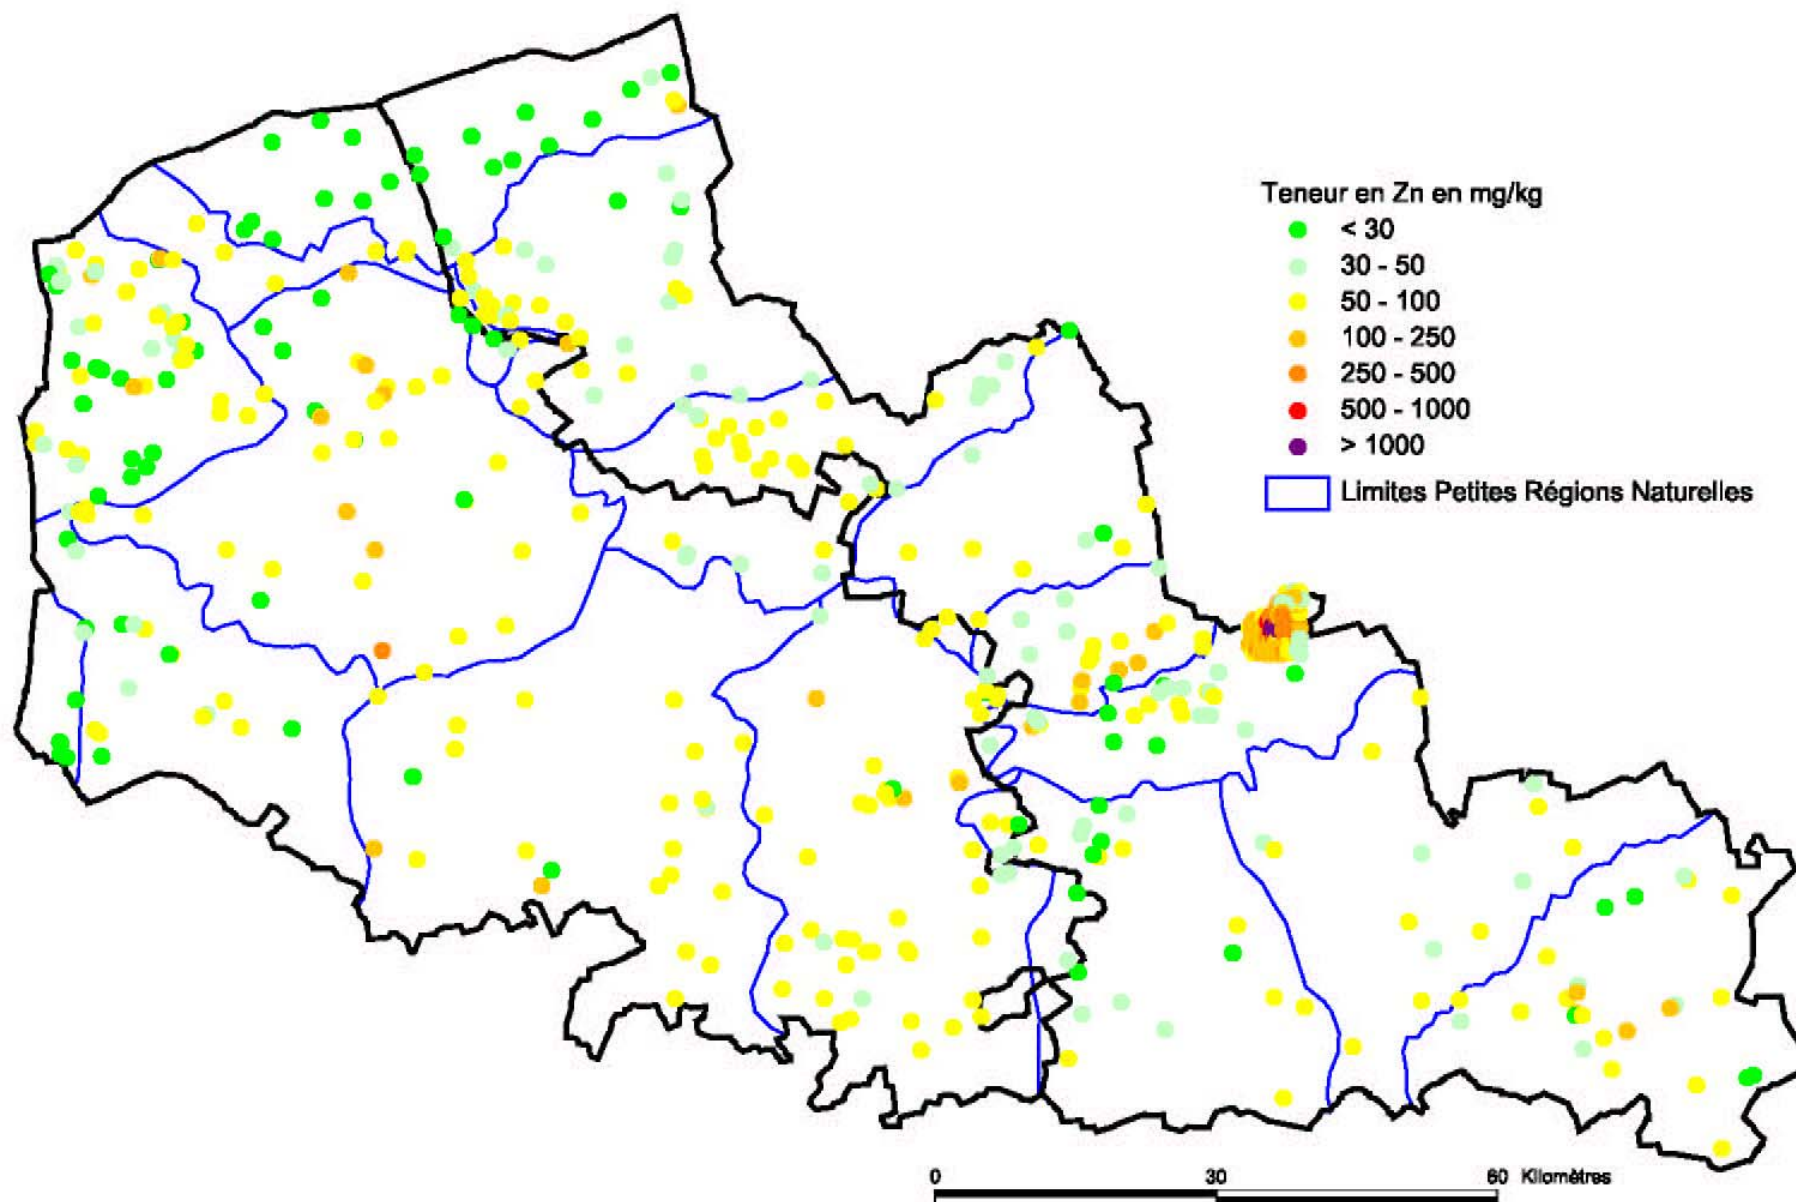 Teneur en Zn en mg/kg
< 30
30 - 50
50 - 100
100 - 250
250 - 500
500 - 1000
> 1000
Limites Petites Régions Naturelles
0 30 60 Kilomètres